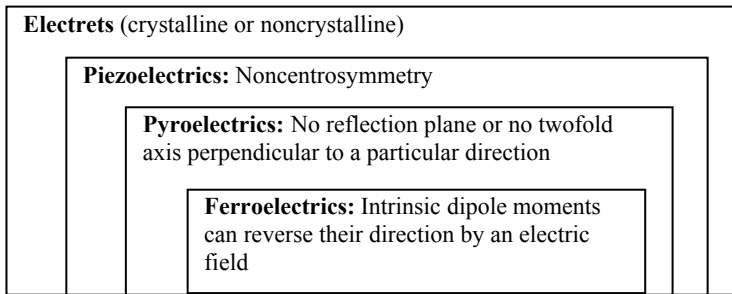 Electrets (crystalline or noncrystalline)
Piezoelectrics: Noncentrosymmetry
Pyroelectrics: No reflection plane or no twofold
axis perpendicular to a particular direction
Ferroelectrics: Intrinsic dipole moments
can reverse their direction by an electric
field